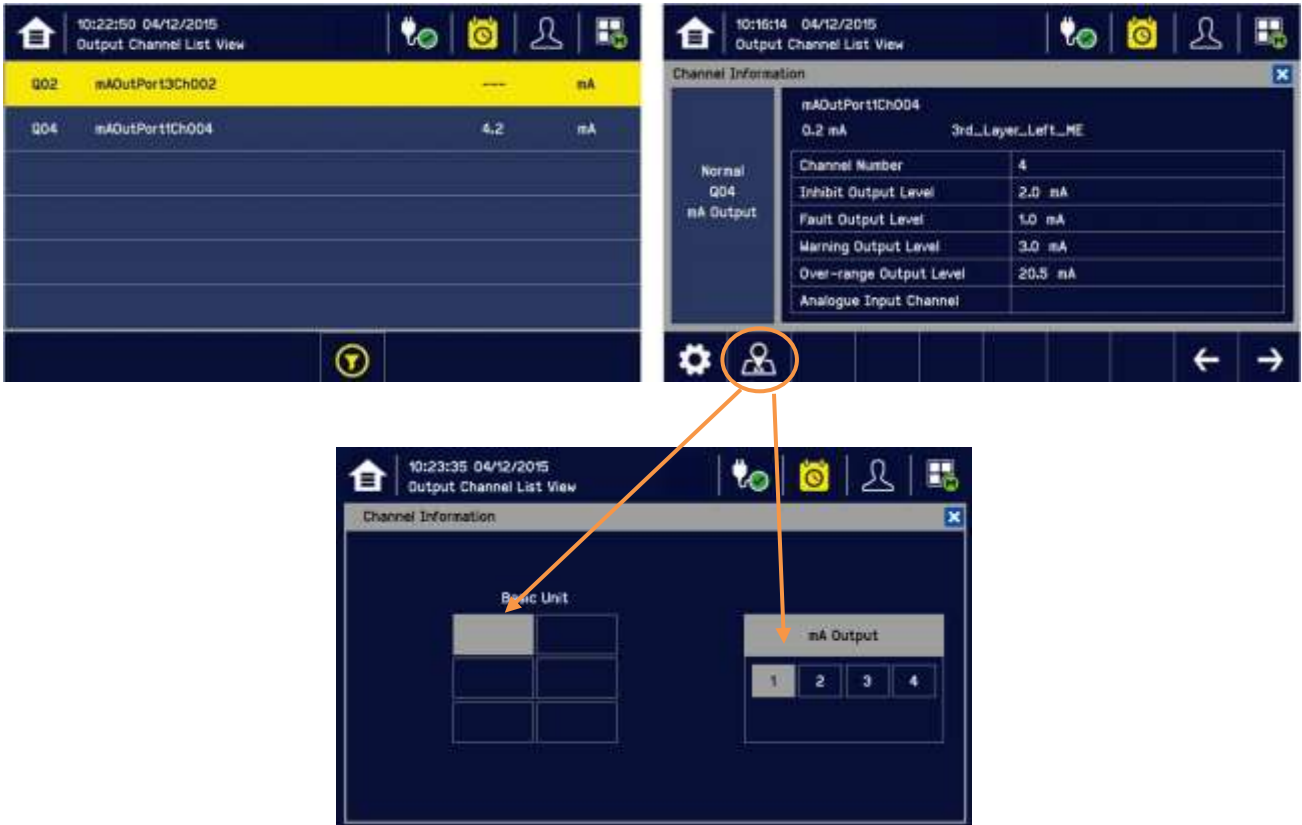 10:22:50 04/12/2015
Output Channel List View
Q02 mAOutPort3Ch002 --- mA
Q04 mAOutPort1Ch004 4.2 mA
10:16:14 04/12/2015
Output Channel List View
Channel Information
mAOutPort1Ch004
0.2 mA 3rd_Layer_Left_ME
Normal
Q04
mA Output
Channel Number 4
Inhibit Output Level 2.0 mA
Fault Output Level 1.0 mA
Warning Output Level 3.0 mA
Over-range Output Level 20.5 mA
Analogue Input Channel
10:23:35 04/12/2015
Output Channel List View
Channel Information
Basic Unit
mA Output
1 2 3 4